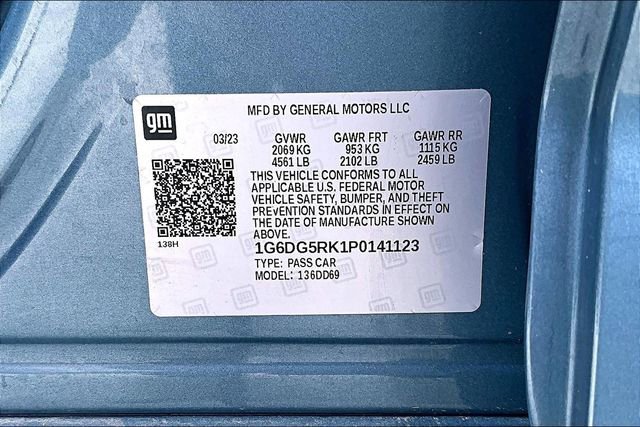 gm
MFD BY GENERAL MOTORS LLC
03/23 GVWR GAWR FRT GAWR RR
2069 KG 953 KG 1115 KG
4561 LB 2102 LB 2459 LB
THIS VEHICLE CONFORMS TO ALL
APPLICABLE U.S. FEDERAL MOTOR
VEHICLE SAFETY, BUMPER, AND THEFT
PREVENTION STANDARDS IN EFFECT ON
THE DATE OF MANUFACTURE SHOWN
ABOVE.
138H
1G6DG5RK1P0141123
TYPE: PASS CAR
MODEL: 136DD69